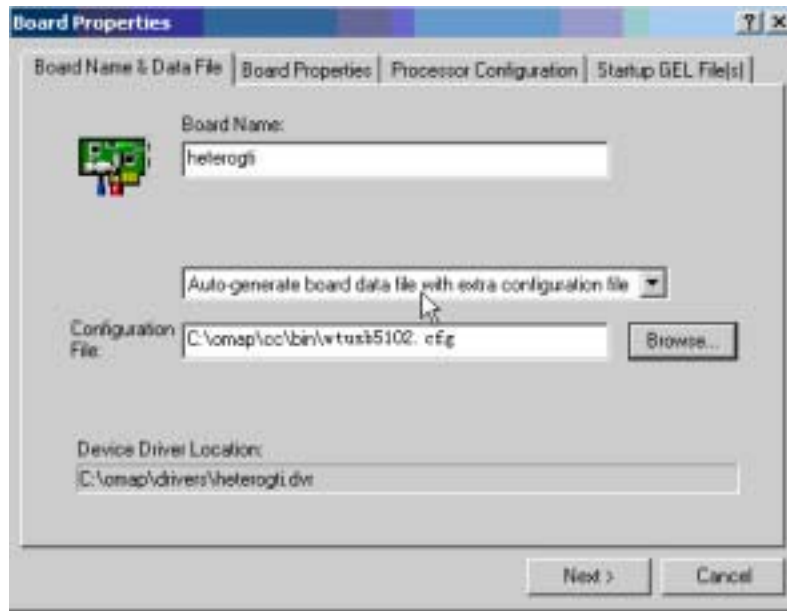 Board Properties
Board Name & Data File
Board Properties
Processor Configuration
Startup GEL File(s)
Board Name:
heterogti
Auto-generate board data file with extra configuration file
Configuration
File:
C:\omap\cc\bin\wtusb5102.cfg
Browse...
Device Driver Location:
C:\omap\drivers\heterogti.dvr
Next >
Cancel